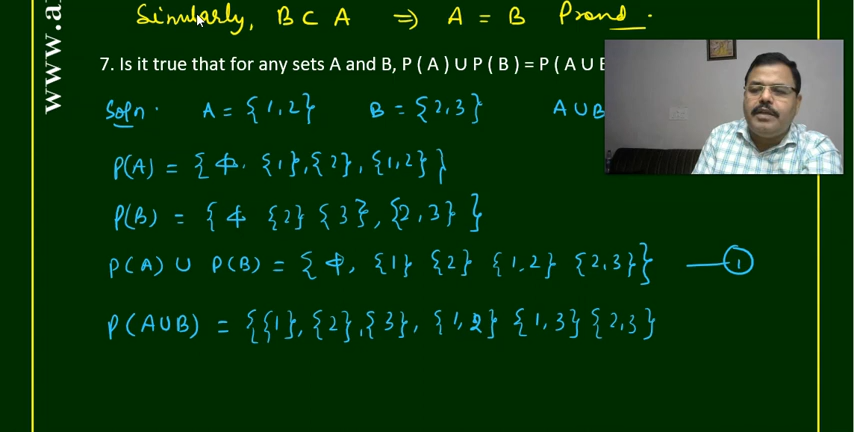 Similarly, B ⊂ A ⇒ A = B Proved.
7. Is it true that for any sets A and B, P ( A ) ∪ P ( B ) = P ( A ∪ B
Soln. A = {1,2} B = {2,3} A ∪ B
P(A) = {ϕ, {1}, {2}, {1,2}}
P(B) = {ϕ {2} {3}, {2,3}}
P(A) ∪ P(B) = {ϕ, {1} {2} {1,2} {2,3}} —— ①
P(A∪B) = {{1}, {2}, {3}, {1,2} {1,3} {2,3}
www.a